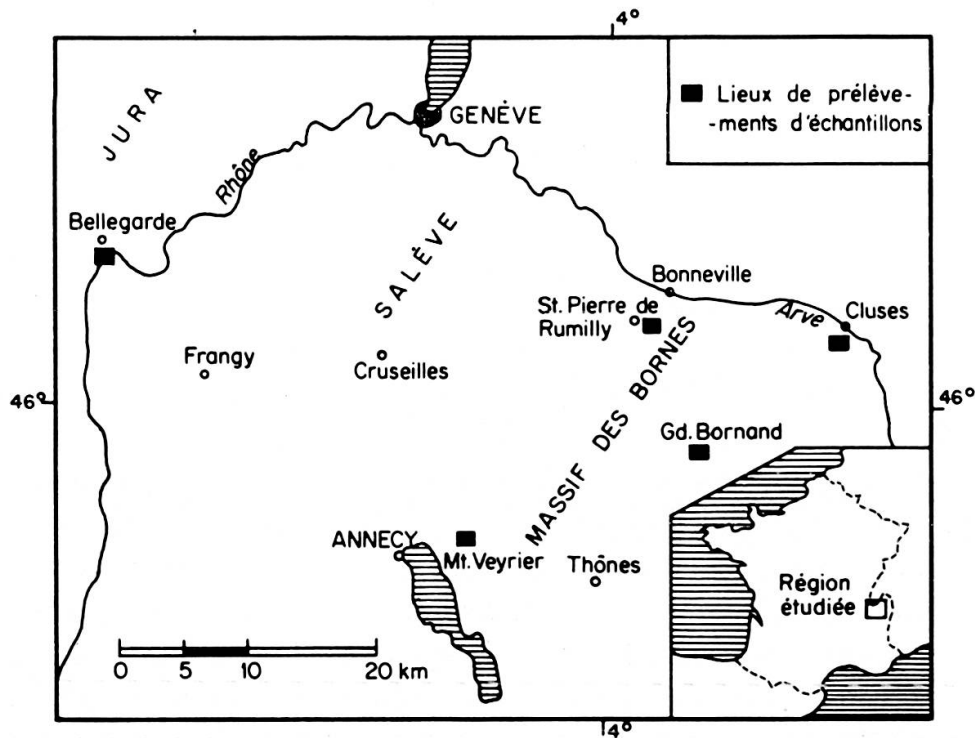 4°
JURA
GENÈVE
Lieux de prélève-
-ments d'échantillons
Rhône
Bellegarde
SALÈVE
Bonneville
St. Pierre de
Rumilly
Arve
Cluses
Frangy
Cruseilles
46°
46°
MASSIF DES BORNES
Gd. Bornand
ANNECY
Mt. Veyrier
Thônes
Région
étudiée
0 5 10 20 km
4°